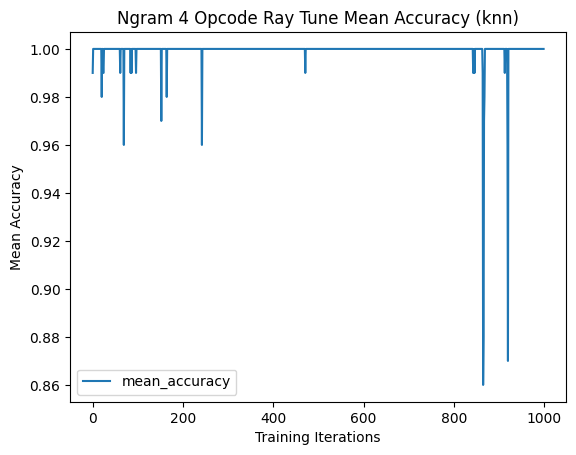 Ngram 4 Opcode Ray Tune Mean Accuracy (knn)
1.00
0.98
0.96
0.94
0.92
0.90
0.88
0.86
Mean Accuracy
mean_accuracy
0 200 400 600 800 1000
Training Iterations